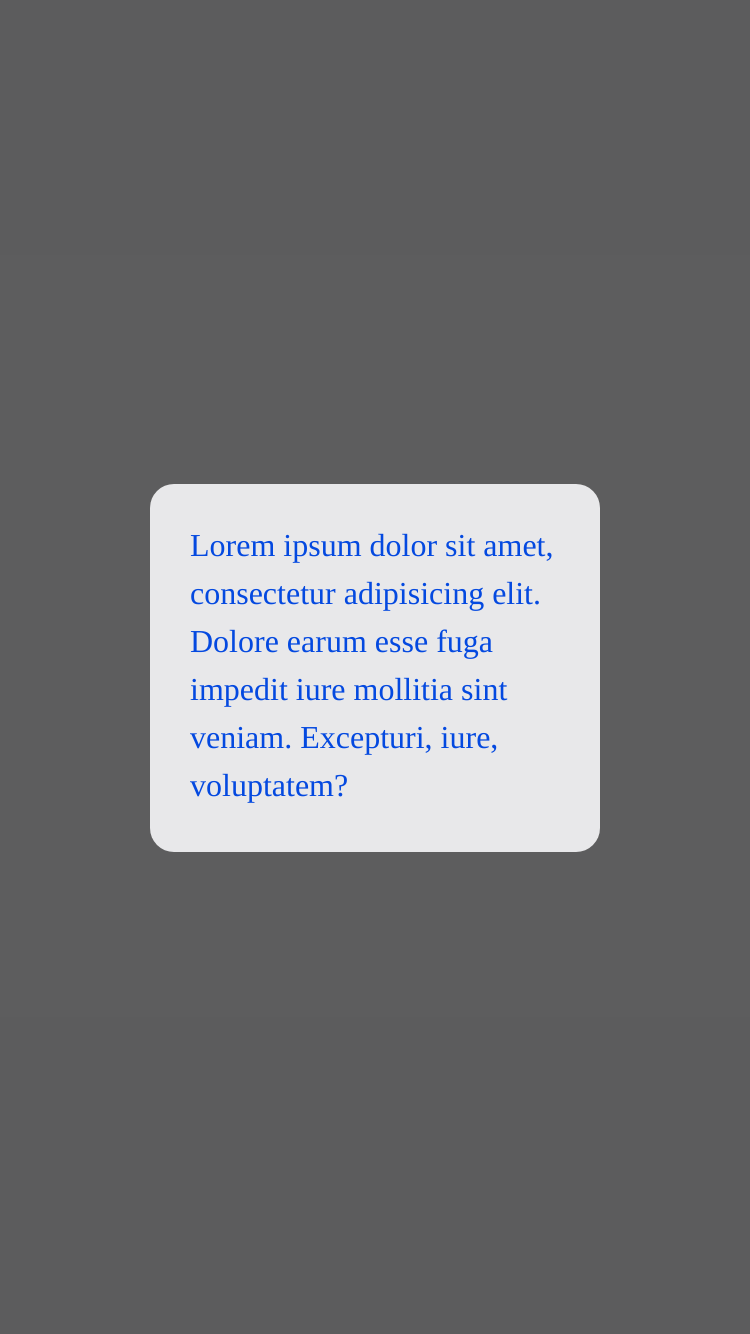 Lorem ipsum dolor sit amet,
consectetur adipisicing elit.
Dolore earum esse fuga
impedit iure mollitia sint
veniam. Excepturi, iure,
voluptatem?